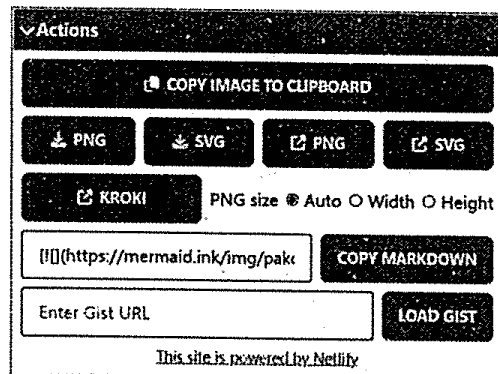 Actions
COPY IMAGE TO CLIPBOARD
PNG SVG PNG SVG
KROKI PNG size Auto Width Height
[![](https://mermaid.ink/img/pako COPY MARKDOWN
Enter Gist URL LOAD GIST
This site is powered by Netlify